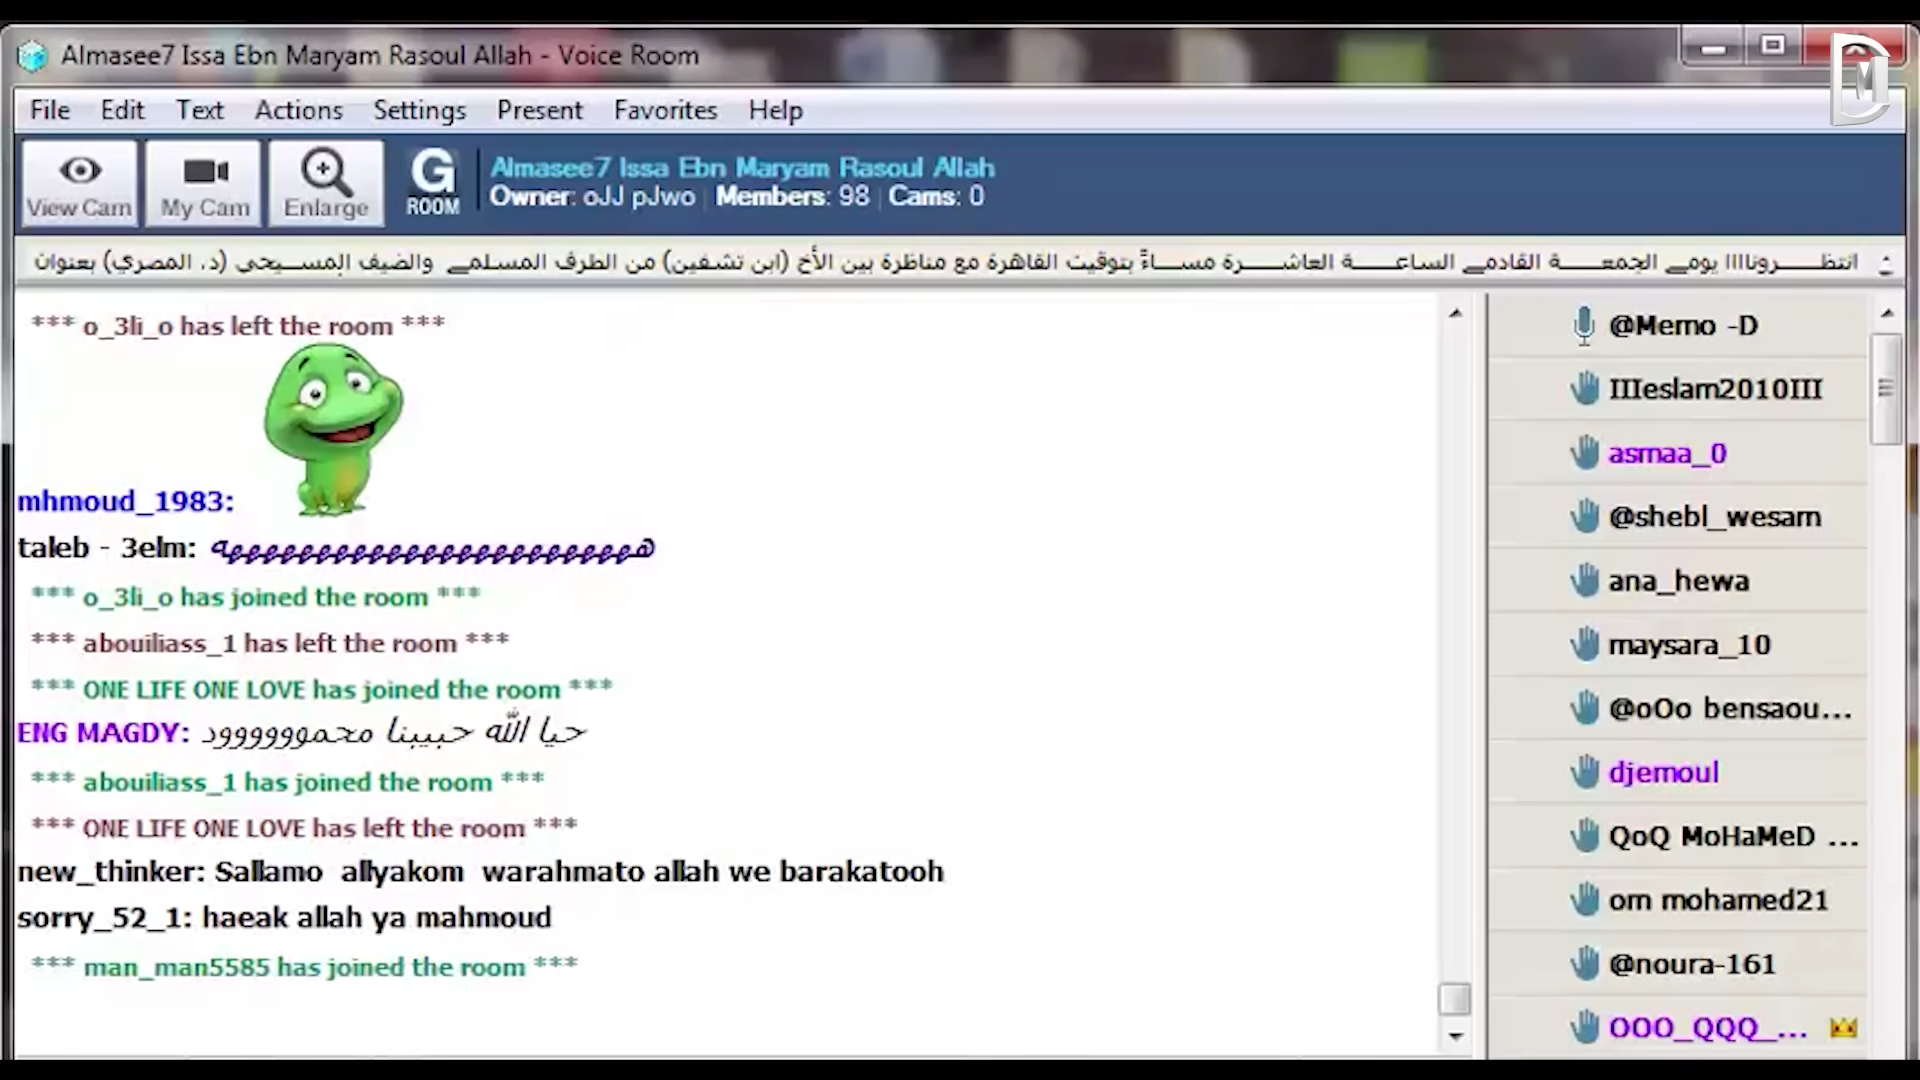 Almasee7 Issa Ebn Maryam Rasoul Allah - Voice Room
File Edit Text Actions Settings Present Favorites Help
View Cam My Cam Enlarge G ROOM
Almasee7 Issa Ebn Maryam Rasoul Allah
Owner: oJJ pJwo | Members: 98 | Cams: 0
انتظــــرونااااا يومے الجمعـــــة القادمے الساعـــــة العاشـــــرة مســـاءً بتوقيت القاهرة مع مناظرة بين الأخ (ابن تشفين) من الطرف المسلمے والضيف المســـيحى (د. المصري) بعنوان
*** o_3li_o has left the room ***
mhmoud_1983:
taleb - 3elm: هههههههههههههههههههههههه
*** o_3li_o has joined the room ***
*** abouiliass_1 has left the room ***
*** ONE LIFE ONE LOVE has joined the room ***
ENG MAGDY: حيا الله حبيبنا محمووووووود
*** abouiliass_1 has joined the room ***
*** ONE LIFE ONE LOVE has left the room ***
new_thinker: Sallamo allyakom warahmato allah we barakatooh
sorry_52_1: haeak allah ya mahmoud
*** man_man5585 has joined the room ***
@Memo -D
IIIeslam2010III
asmaa_0
@shebl_wesam
ana_hewa
maysara_10
@oOo bensaou...
djemoul
QoQ MoHaMeD ...
om mohamed21
@noura-161
OOO_QQQ_...